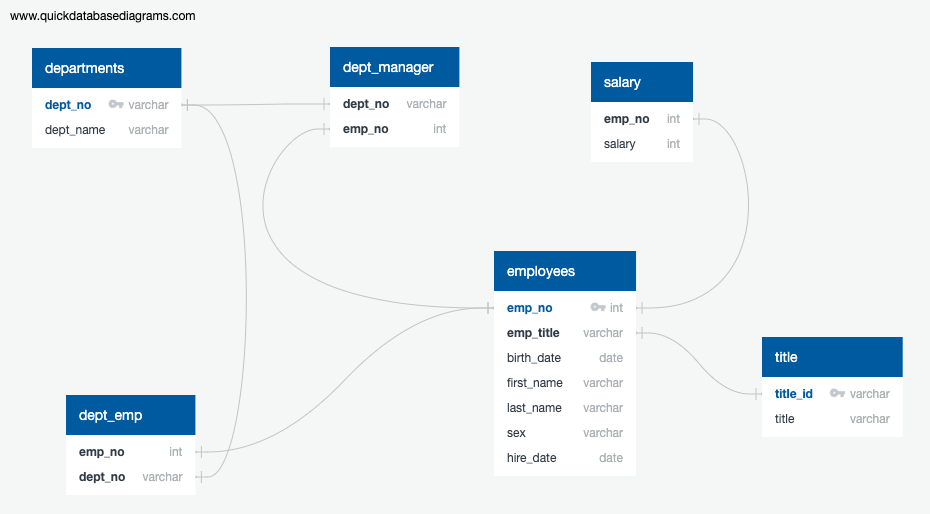 www.quickdatabasediagrams.com
departments
dept_no varchar
dept_name varchar
dept_manager
dept_no varchar
emp_no int
salary
emp_no int
salary int
employees
emp_no int
emp_title varchar
birth_date date
first_name varchar
last_name varchar
sex varchar
hire_date date
title
title_id varchar
title varchar
dept_emp
emp_no int
dept_no varchar